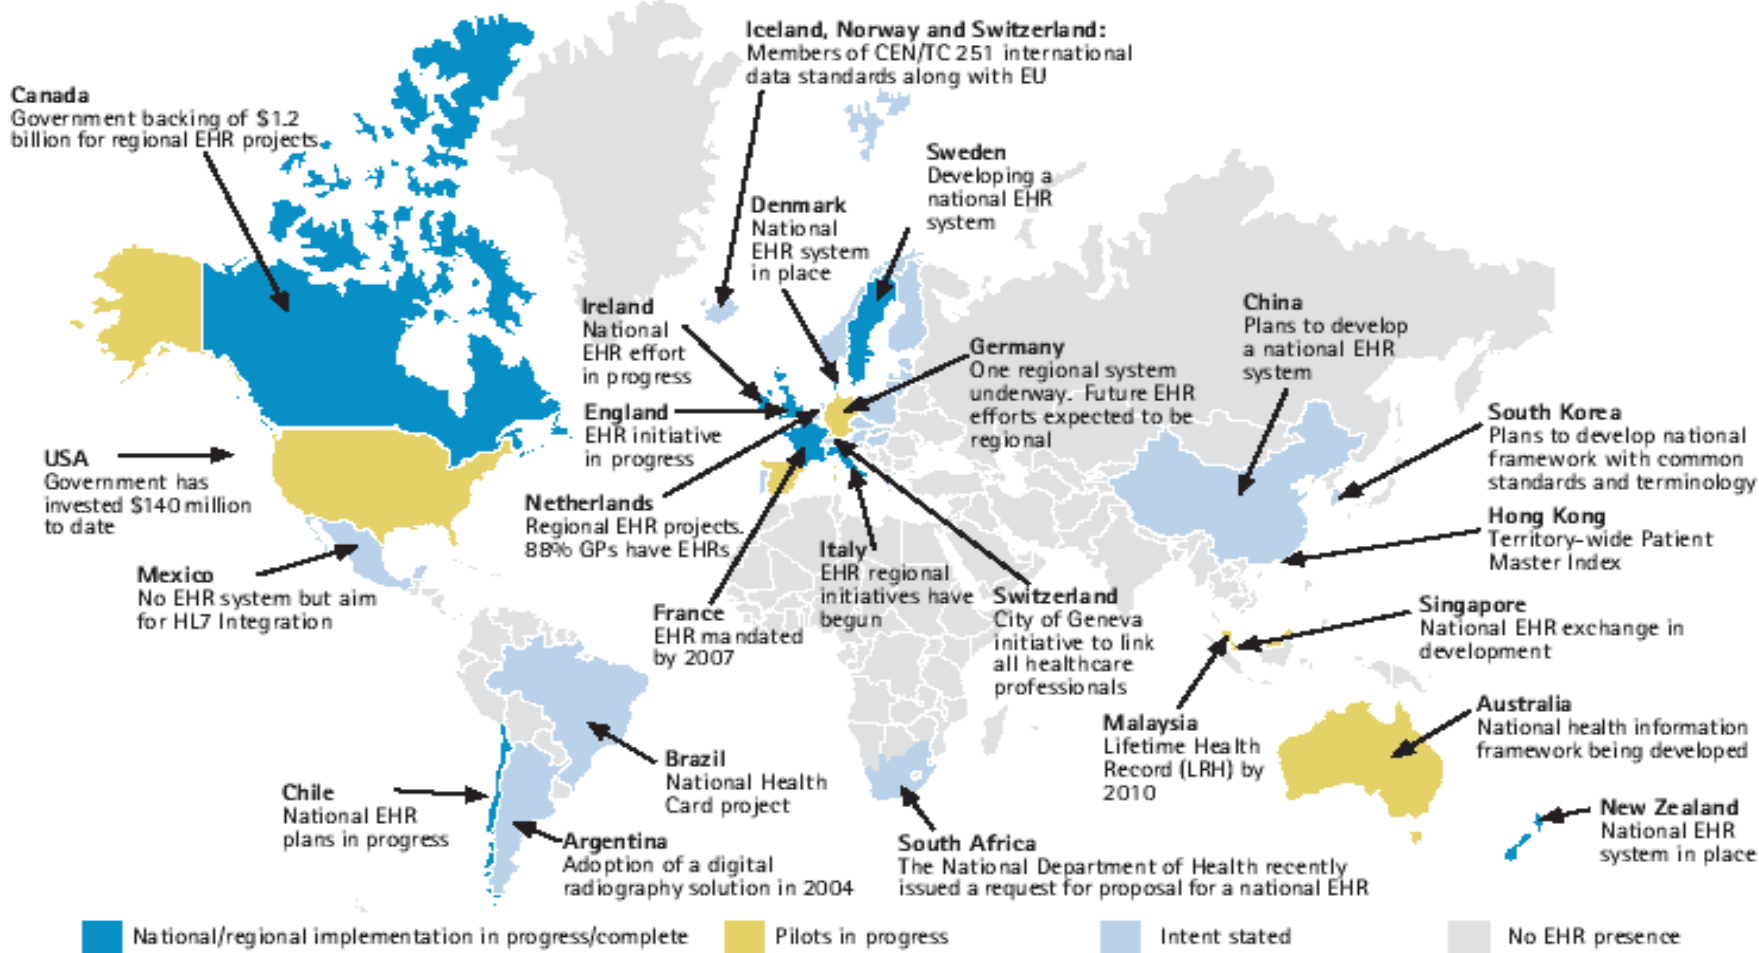 Iceland, Norway and Switzerland:
Members of CEN/TC 251 international
data standards along with EU
Canada
Government backing of $1.2
billion for regional EHR projects
Sweden
Developing a
national EHR
system
Denmark
National
EHR system
in place
Ireland
National
EHR effort
in progress
China
Plans to develop
a national EHR
system
Germany
One regional system
underway. Future EHR
efforts expected to be
regional
England
EHR initiative
in progress
South Korea
Plans to develop national
framework with common
standards and terminology
USA
Government has
invested $140 million
to date
Netherlands
Regional EHR projects.
88% GPs have EHRs
Hong Kong
Territory-wide Patient
Master Index
Mexico
No EHR system but aim
for HL7 Integration
Italy
EHR regional
initiatives have
begun
France
EHR mandated
by 2007
Switzerland
City of Geneva
initiative to link
all healthcare
professionals
Singapore
National EHR exchange in
development
Malaysia
Lifetime Health
Record (LRH) by
2010
Australia
National health information
framework being developed
Brazil
National Health
Card project
Chile
National EHR
plans in progress
Argentina
Adoption of a digital
radiography solution in 2004
South Africa
The National Department of Health recently
issued a request for proposal for a national EHR
New Zealand
National EHR
system in place
National/regional implementation in progress/complete
Pilots in progress
Intent stated
No EHR presence